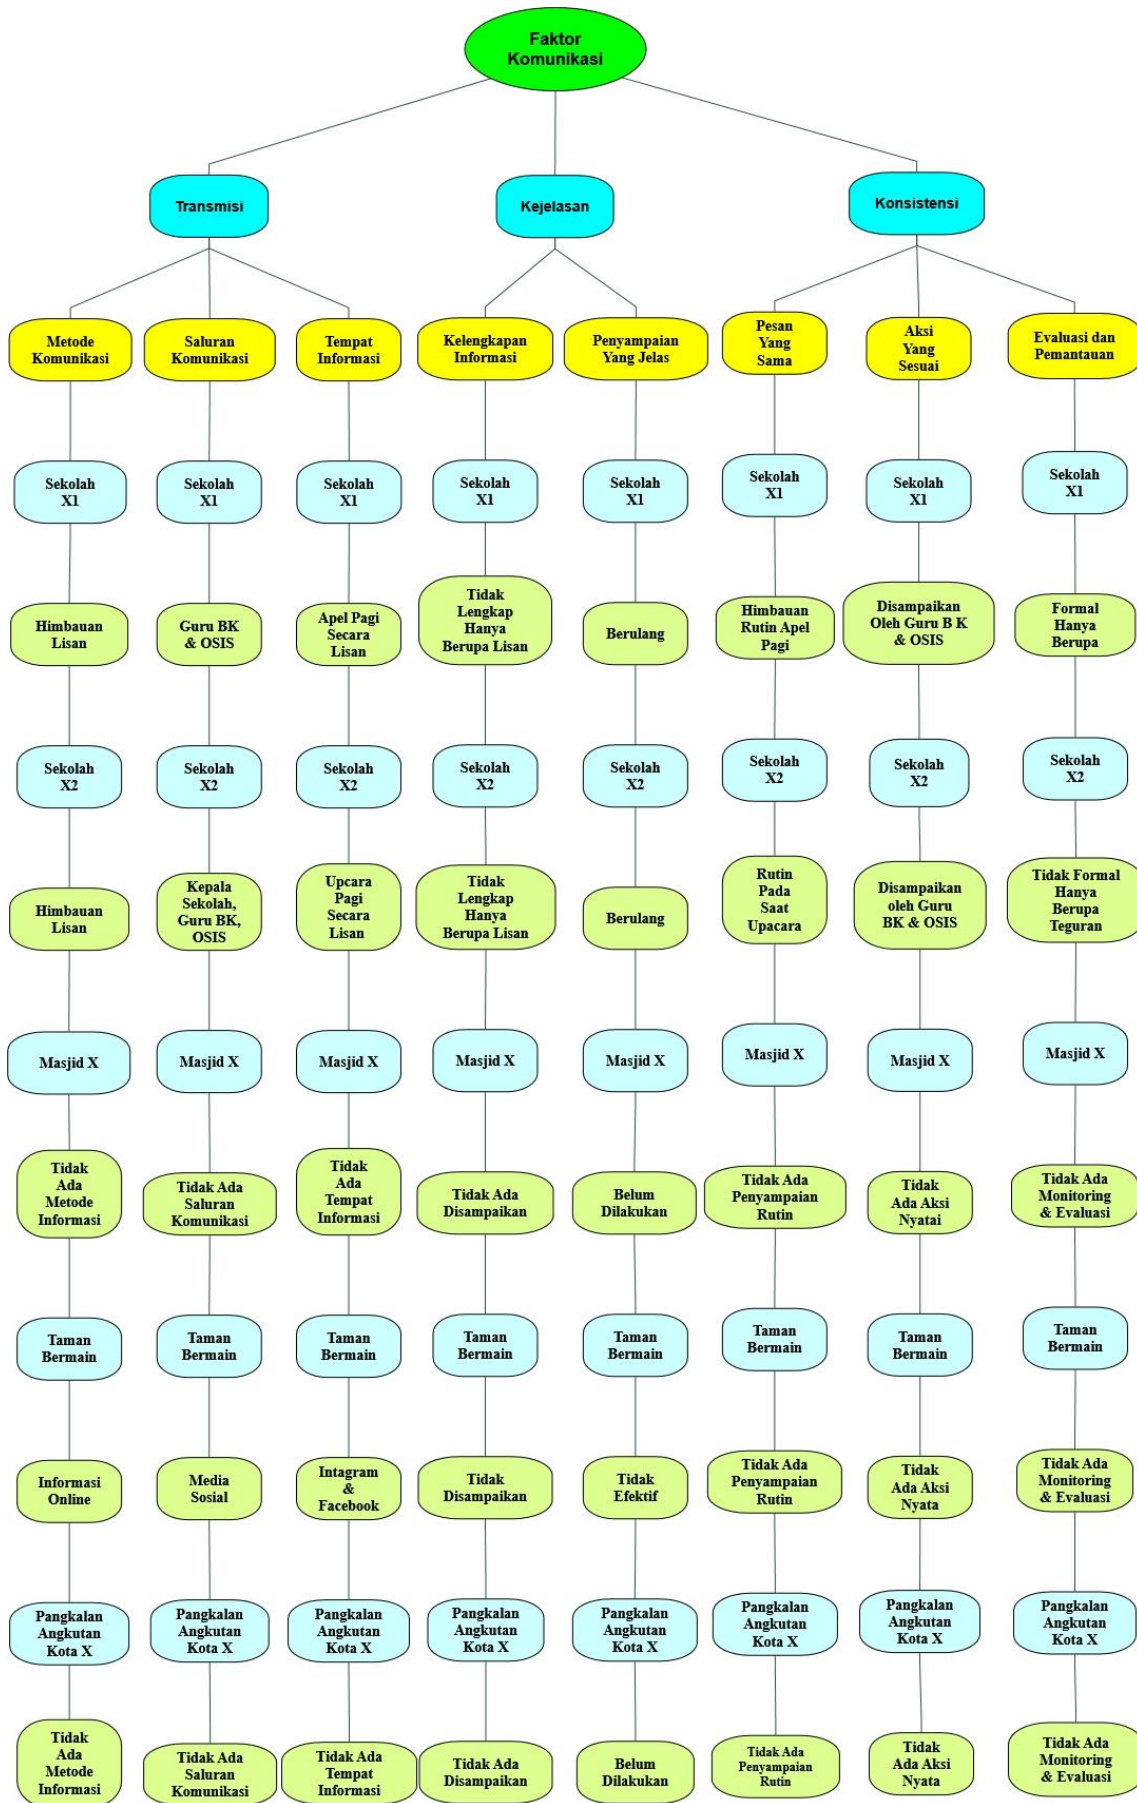 Faktor
Komunikasi
Transmisi
Kejelasan
Konsistensi
Metode
Komunikasi
Saluran
Komunikasi
Tempat
Informasi
Kelengkapan
Informasi
Penyampaian
Yang Jelas
Pesan
Yang
Sama
Aksi
Yang
Sesuai
Evaluasi dan
Pemantauan
Sekolah
X1
Sekolah
X1
Sekolah
X1
Sekolah
X1
Sekolah
X1
Sekolah
X1
Sekolah
X1
Sekolah
X1
Himbauan
Lisan
Guru BK
& OSIS
Apel Pagi
Secara
Lisan
Tidak
Lengkap
Hanya
Berupa Lisan
Berulang
Himbauan
Rutin Apel
Pagi
Disampaikan
Oleh Guru B K
& OSIS
Formal
Hanya
Berupa
Sekolah
X2
Sekolah
X2
Sekolah
X2
Sekolah
X2
Sekolah
X2
Sekolah
X2
Sekolah
X2
Sekolah
X2
Himbauan
Lisan
Kepala
Sekolah,
Guru BK,
OSIS
Upcara
Pagi
Secara
Lisan
Tidak
Lengkap
Hanya
Berupa Lisan
Berulang
Rutin
Pada
Saat
Upacara
Disampaikan
oleh Guru
BK & OSIS
Tidak Formal
Hanya
Berupa
Teguran
Masjid X
Masjid X
Masjid X
Masjid X
Masjid X
Masjid X
Masjid X
Masjid X
Tidak
Ada
Metode
Informasi
Tidak Ada
Saluran
Komunikasi
Tidak
Ada
Tempat
Informasi
Tidak Ada
Disampaikan
Belum
Dilakukan
Tidak Ada
Penyampaian
Rutin
Tidak
Ada Aksi
Nyatai
Tidak Ada
Monitoring
& Evaluasi
Taman
Bermain
Taman
Bermain
Taman
Bermain
Taman
Bermain
Taman
Bermain
Taman
Bermain
Taman
Bermain
Taman
Bermain
Informasi
Online
Media
Sosial
Intagram
&
Facebook
Tidak
Disampaikan
Tidak
Efektif
Tidak Ada
Penyampaian
Rutin
Tidak
Ada Aksi
Nyata
Tidak Ada
Monitoring
& Evaluasi
Pangkalan
Angkutan
Kota X
Pangkalan
Angkutan
Kota X
Pangkalan
Angkutan
Kota X
Pangkalan
Angkutan
Kota X
Pangkalan
Angkutan
Kota X
Pangkalan
Angkutan
Kota X
Pangkalan
Angkutan
Kota X
Pangkalan
Angkutan
Kota X
Tidak
Ada
Metode
Informasi
Tidak Ada
Saluran
Komunikasi
Tidak Ada
Tempat
Informasi
Tidak Ada
Disampaikan
Belum
Dilakukan
Tidak Ada
Penyampaian
Rutin
Tidak
Ada Aksi
Nyata
Tidak Ada
Monitoring
& Evaluasi